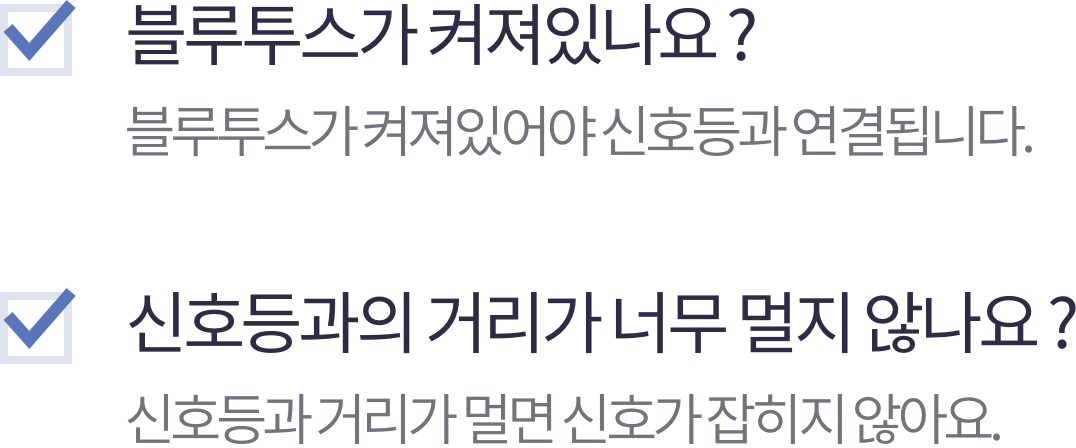 블루투스가 켜져있나요 ?
블루투스가 켜져있어야 신호등과 연결됩니다.
신호등과의 거리가 너무 멀지 않나요 ?
신호등과 거리가 멀면 신호가 잡히지 않아요.